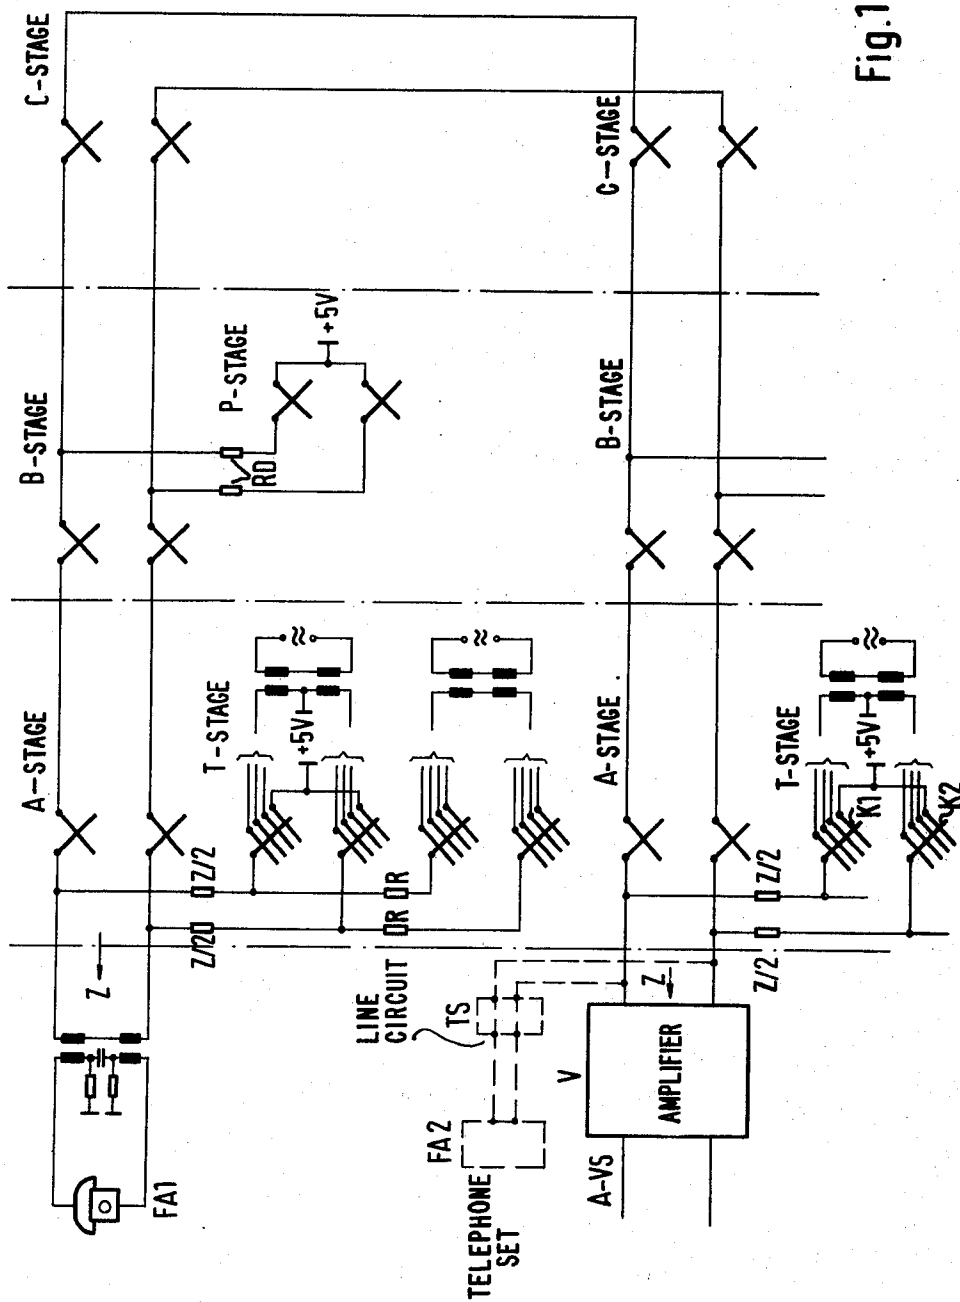 C-STAGE
B-STAGE
A-STAGE
P-STAGE
+5V
RD
T-STAGE
+5V
Z/2
Z/2
R
R
Z
FA1
C-STAGE
B-STAGE
A-STAGE
T-STAGE
+5V
K1
K2
Z/2
Z/2
LINE
CIRCUIT
TS
Z
V
AMPLIFIER
FA2
TELEPHONE
SET
A-VS
Fig.1